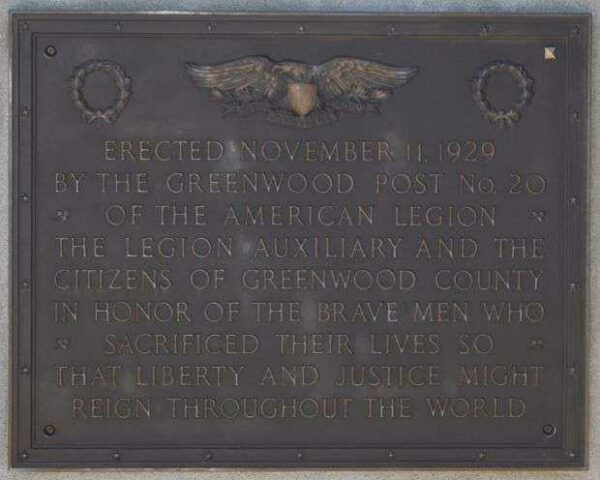 ERECTED NOVEMBER 11, 1929
BY THE GREENWOOD POST No. 20
OF THE AMERICAN LEGION
THE LEGION AUXILIARY AND THE
CITIZENS OF GREENWOOD COUNTY
IN HONOR OF THE BRAVE MEN WHO
SACRIFICED THEIR LIVES SO
THAT LIBERTY AND JUSTICE MIGHT
REIGN THROUGHOUT THE WORLD